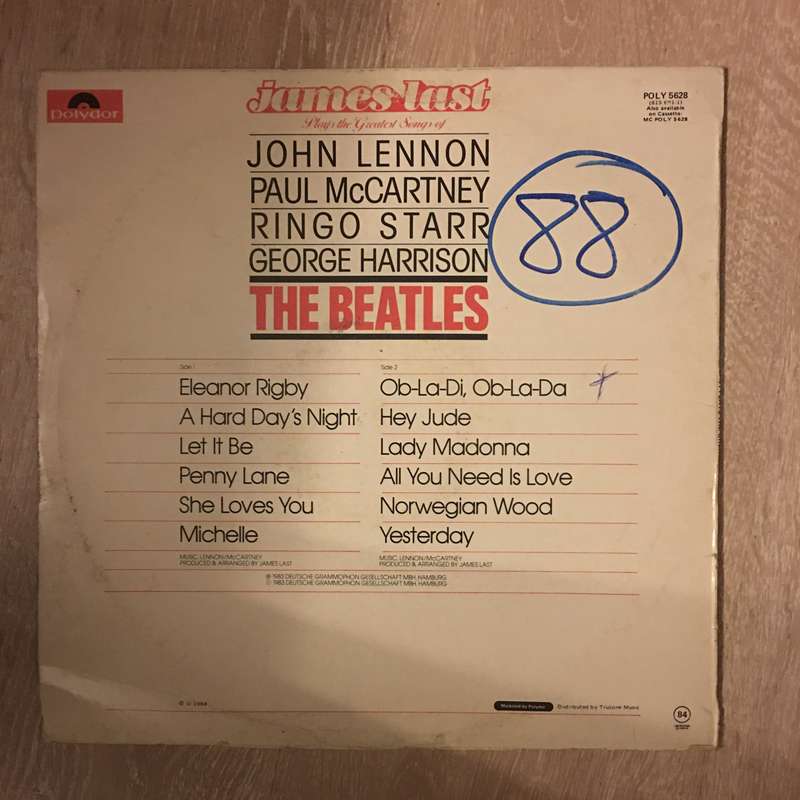 Polydor
james last
Plays the Greatest Songs of
JOHN LENNON
PAUL McCARTNEY
RINGO STARR
GEORGE HARRISON
THE BEATLES
POLY 5628
Also available
on Cassette:
MC POLY 5628
88
Side 1
Eleanor Rigby
A Hard Day's Night
Let It Be
Penny Lane
She Loves You
Michelle
MUSIC: LENNON/McCARTNEY
PRODUCED & ARRANGED BY JAMES LAST
Side 2
Ob-La-Di, Ob-La-Da
Hey Jude
Lady Madonna
All You Need Is Love
Norwegian Wood
Yesterday
MUSIC: LENNON/McCARTNEY
PRODUCED & ARRANGED BY JAMES LAST
℗ 1983 DEUTSCHE GRAMMOPHON GESELLSCHAFT MBH, HAMBURG
© 1983 DEUTSCHE GRAMMOPHON GESELLSCHAFT MBH, HAMBURG
1984
Marketed by Polydor
Distributed by Trutone Music
84